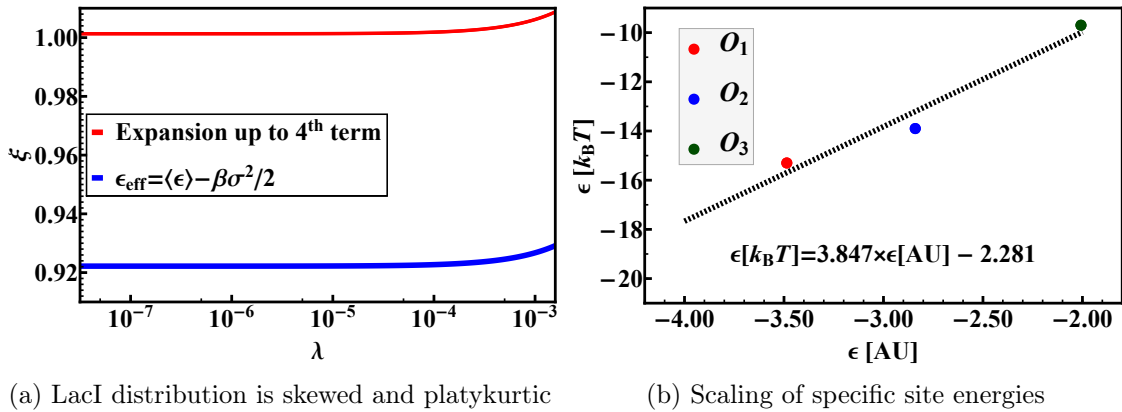 1.00
0.98
0.96
0.94
0.92
ξ
Expansion up to 4th term
ϵeff=⟨ϵ⟩−βσ²/2
10⁻⁷
10⁻⁶
10⁻⁵
10⁻⁴
10⁻³
λ
(a) LacI distribution is skewed and platykurtic
−10
−12
−14
−16
−18
−20
ϵ [kBT]
O1
O2
O3
ϵ[kBT]=3.847×ϵ[AU] − 2.281
−4.00
−3.50
−3.00
−2.50
−2.00
ϵ [AU]
(b) Scaling of specific site energies